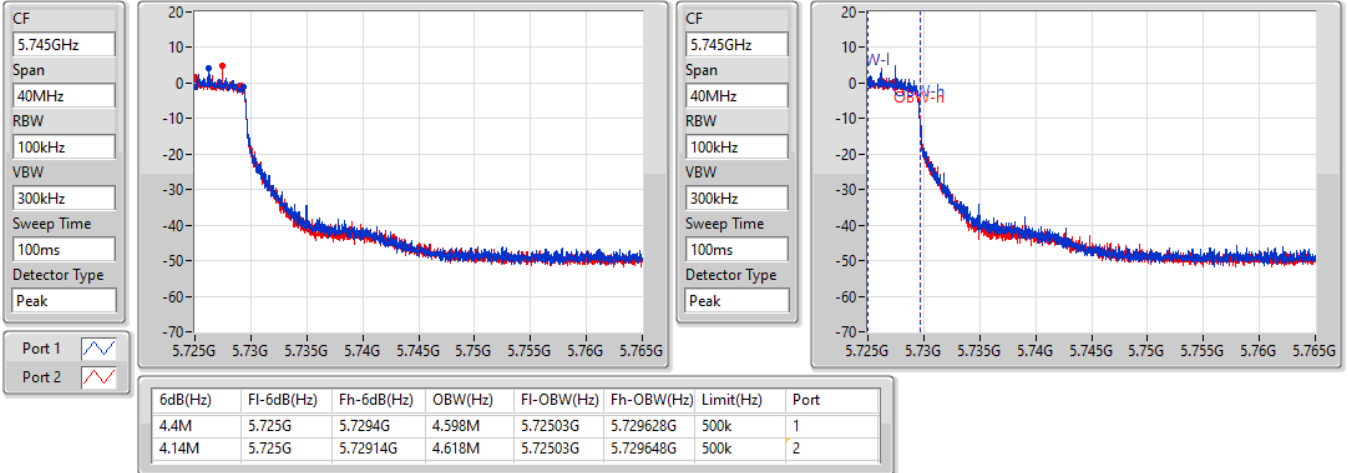 CF
5.745GHz
Span
40MHz
RBW
100kHz
VBW
300kHz
Sweep Time
100ms
Detector Type
Peak
Port 1
Port 2
20
10
0
-10
-20
-30
-40
-50
-60
-70
5.725G 5.73G 5.735G 5.74G 5.745G 5.75G 5.755G 5.76G 5.765G
CF
5.745GHz
Span
40MHz
RBW
100kHz
VBW
300kHz
Sweep Time
100ms
Detector Type
Peak
20
10
0
-10
-20
-30
-40
-50
-60
-70
W-l
OBW-h
OBW-h
5.725G 5.73G 5.735G 5.74G 5.745G 5.75G 5.755G 5.76G 5.765G
6dB(Hz) Fl-6dB(Hz) Fh-6dB(Hz) OBW(Hz) Fl-OBW(Hz) Fh-OBW(Hz) Limit(Hz) Port
4.4M 5.725G 5.7294G 4.598M 5.72503G 5.729628G 500k 1
4.14M 5.725G 5.72914G 4.618M 5.72503G 5.729648G 500k 2